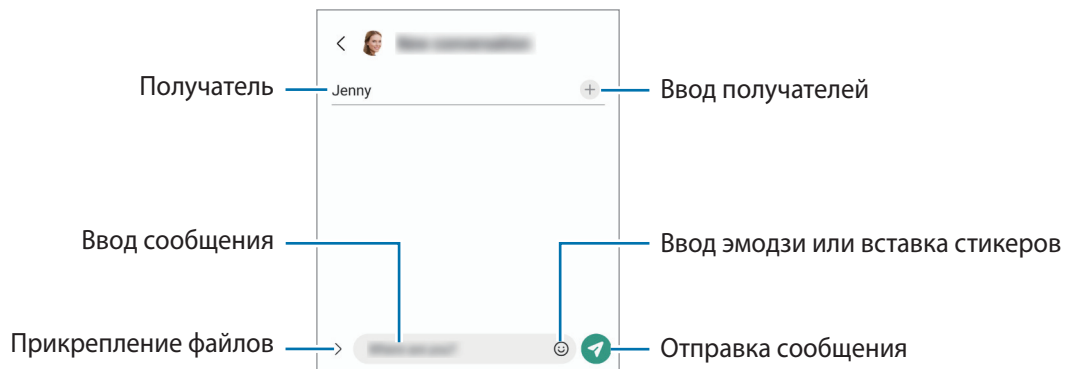 Получатель
Jenny
Ввод получателей
Ввод сообщения
Ввод эмодзи или вставка стикеров
Прикрепление файлов
Отправка сообщения